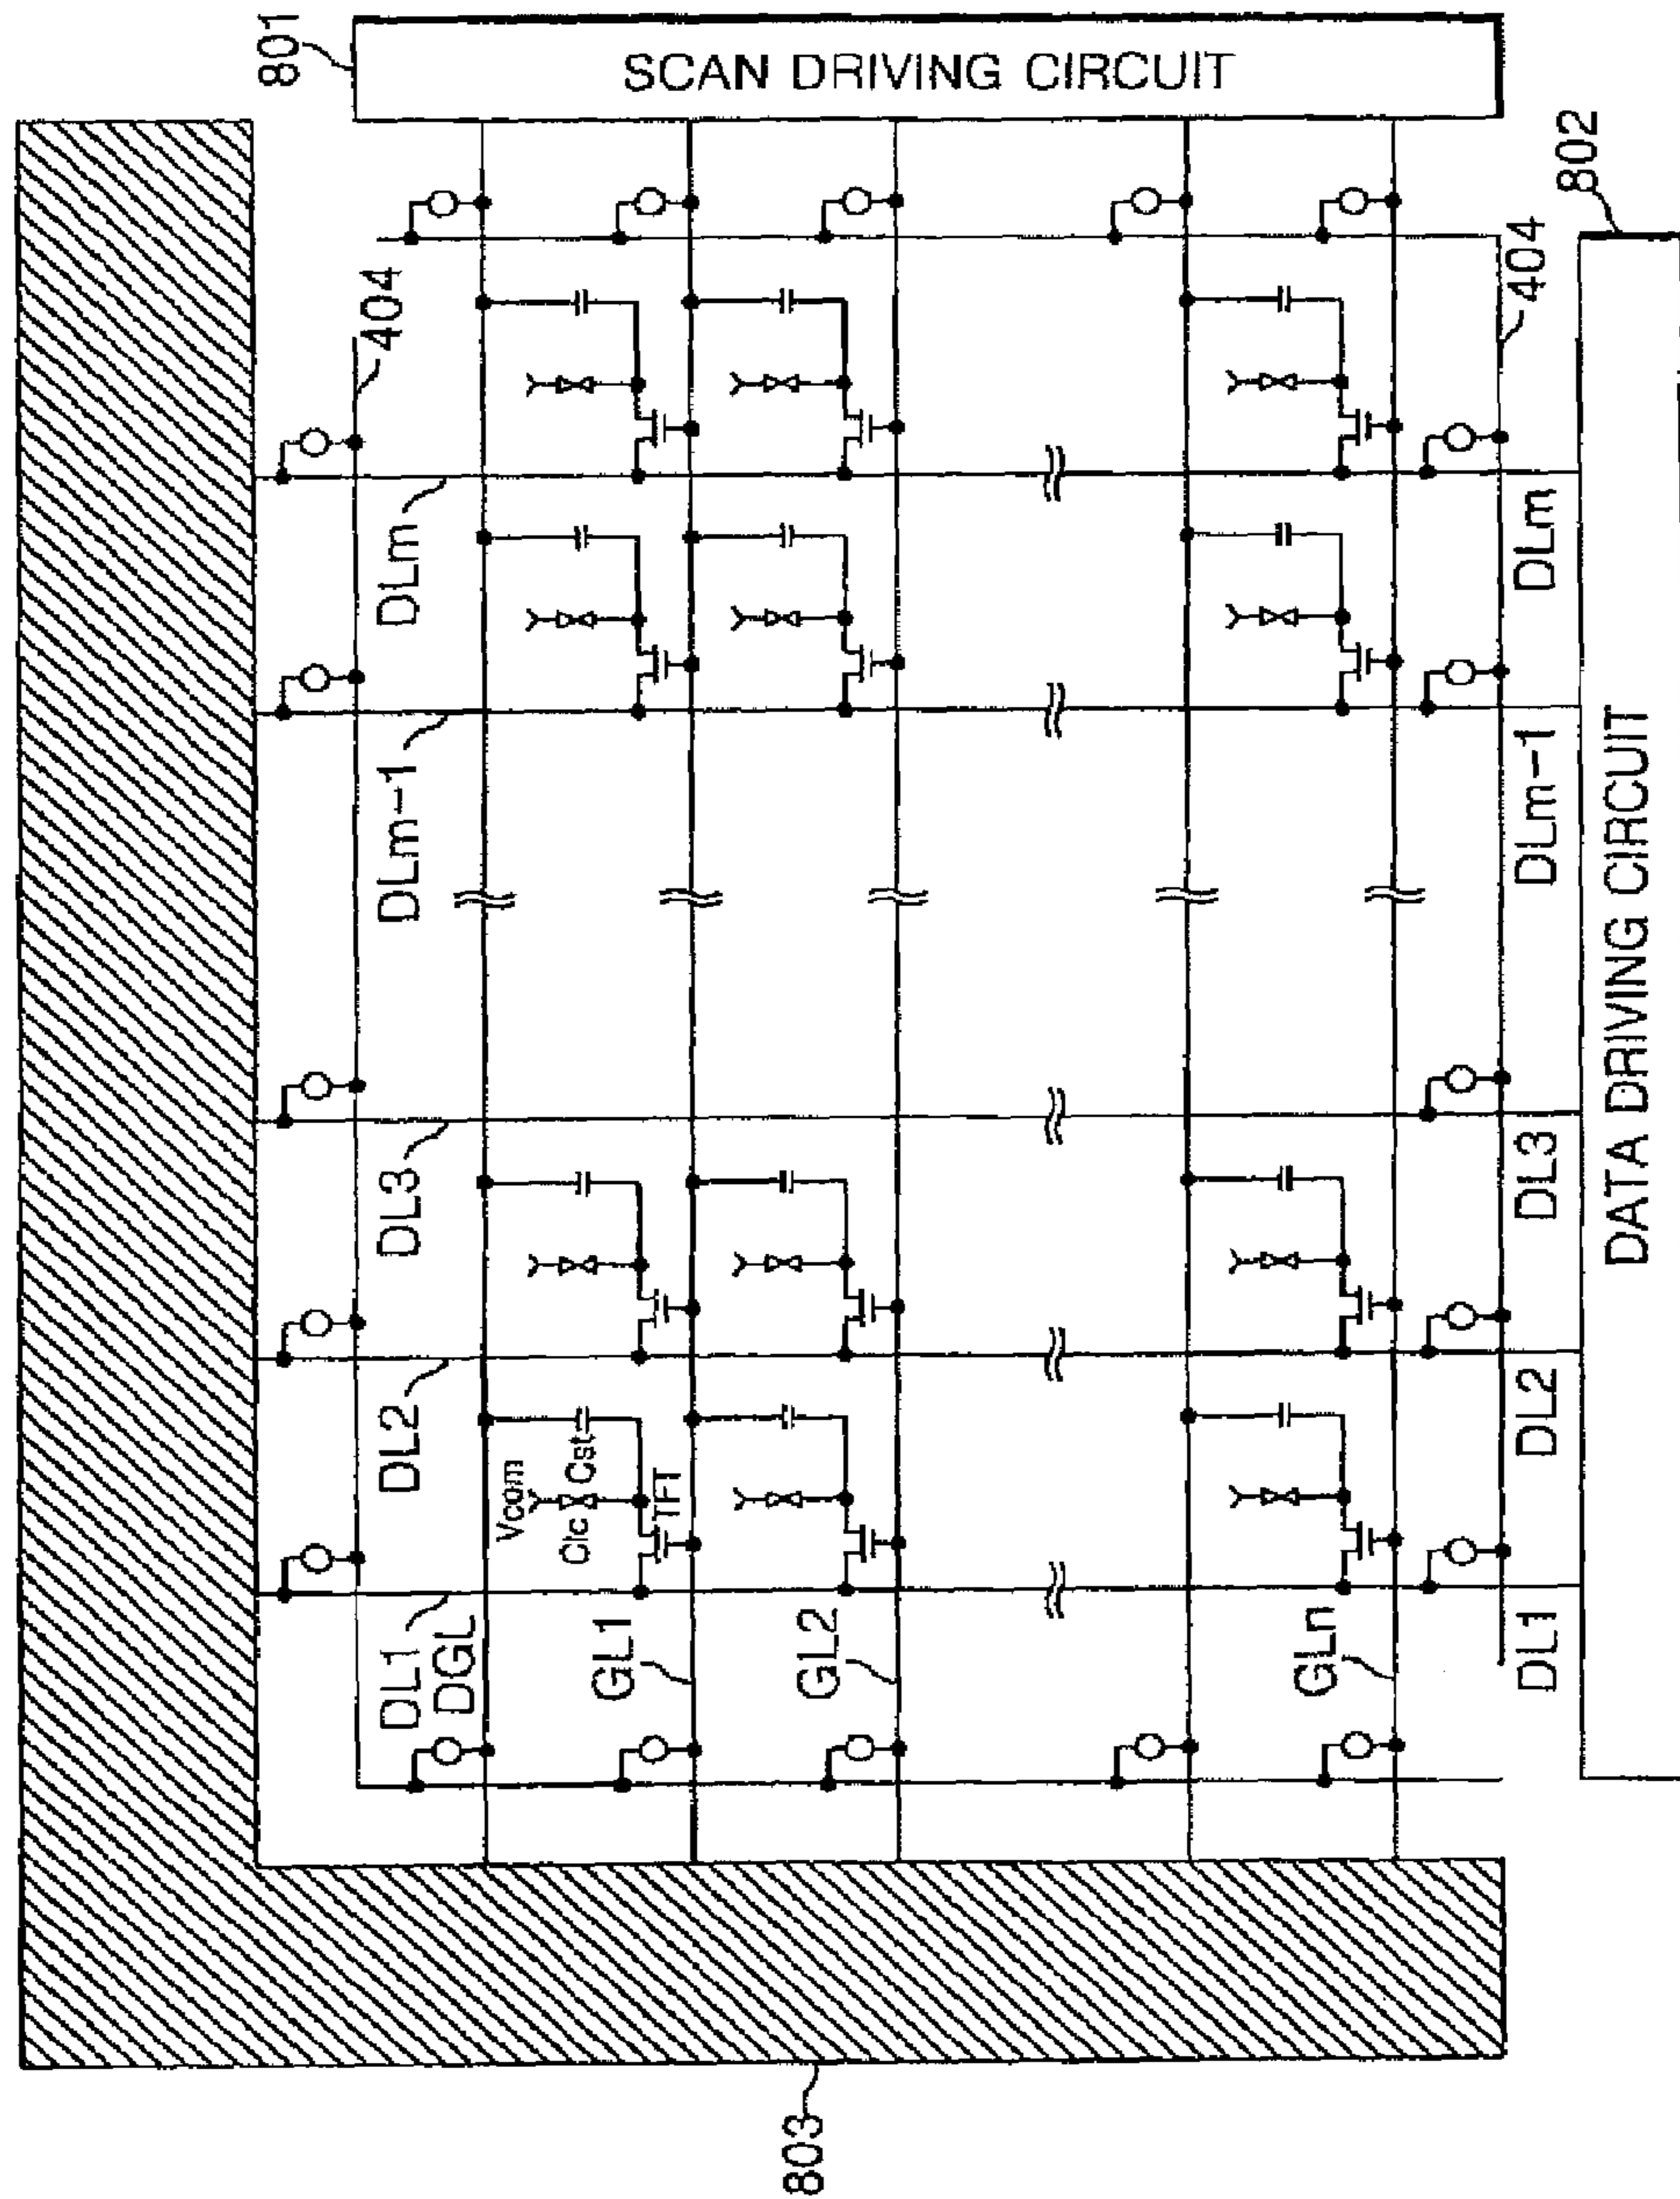 803
DL1
DL2
DL3
DLm-1
DLm
404
801
DGL
Vcom
Clc
Cst
TFT
GL1
GL2
GLn
SCAN DRIVING CIRCUIT
DL1
DL2
DL3
DLm-1
DLm
404
802
DATA DRIVING CIRCUIT